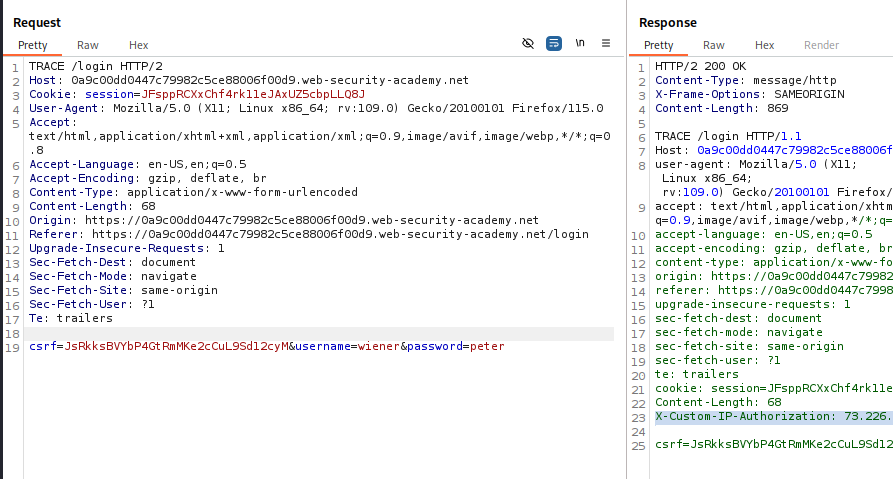 Request
Pretty Raw Hex \n
1 TRACE /login HTTP/2
2 Host: 0a9c00dd0447c79982c5ce88006f00d9.web-security-academy.net
3 Cookie: session=JFsppRCXxChf4rk11eJAxUZ5cbpLLQ8J
4 User-Agent: Mozilla/5.0 (X11; Linux x86_64; rv:109.0) Gecko/20100101 Firefox/115.0
5 Accept:
text/html,application/xhtml+xml,application/xml;q=0.9,image/avif,image/webp,*/*;q=0
.8
6 Accept-Language: en-US,en;q=0.5
7 Accept-Encoding: gzip, deflate, br
8 Content-Type: application/x-www-form-urlencoded
9 Content-Length: 68
10 Origin: https://0a9c00dd0447c79982c5ce88006f00d9.web-security-academy.net
11 Referer: https://0a9c00dd0447c79982c5ce88006f00d9.web-security-academy.net/login
12 Upgrade-Insecure-Requests: 1
13 Sec-Fetch-Dest: document
14 Sec-Fetch-Mode: navigate
15 Sec-Fetch-Site: same-origin
16 Sec-Fetch-User: ?1
17 Te: trailers
18
19 csrf=JsRkksBVYbP4GtRmMKe2cCuL9Sd12cyM&username=wiener&password=peter
Response
Pretty Raw Hex Render
1 HTTP/2 200 OK
2 Content-Type: message/http
3 X-Frame-Options: SAMEORIGIN
4 Content-Length: 869
5
6 TRACE /login HTTP/1.1
7 Host: 0a9c00dd0447c79982c5ce88006f
8 user-agent: Mozilla/5.0 (X11;
Linux x86_64;
rv:109.0) Gecko/20100101 Firefox/
9 accept: text/html,application/xhtm
q=0.9,image/avif,image/webp,*/*;q=
10 accept-language: en-US,en;q=0.5
11 accept-encoding: gzip, deflate, br
12 content-type: application/x-www-fo
13 origin: https://0a9c00dd0447c79982
14 referer: https://0a9c00dd0447c7998
15 upgrade-insecure-requests: 1
16 sec-fetch-dest: document
17 sec-fetch-mode: navigate
18 sec-fetch-site: same-origin
19 sec-fetch-user: ?1
20 te: trailers
21 cookie: session=JFsppRCXxChf4rk11e
22 Content-Length: 68
23 X-Custom-IP-Authorization: 73.226.
24
25 csrf=JsRkksBVYbP4GtRmMKe2cCuL9Sd12